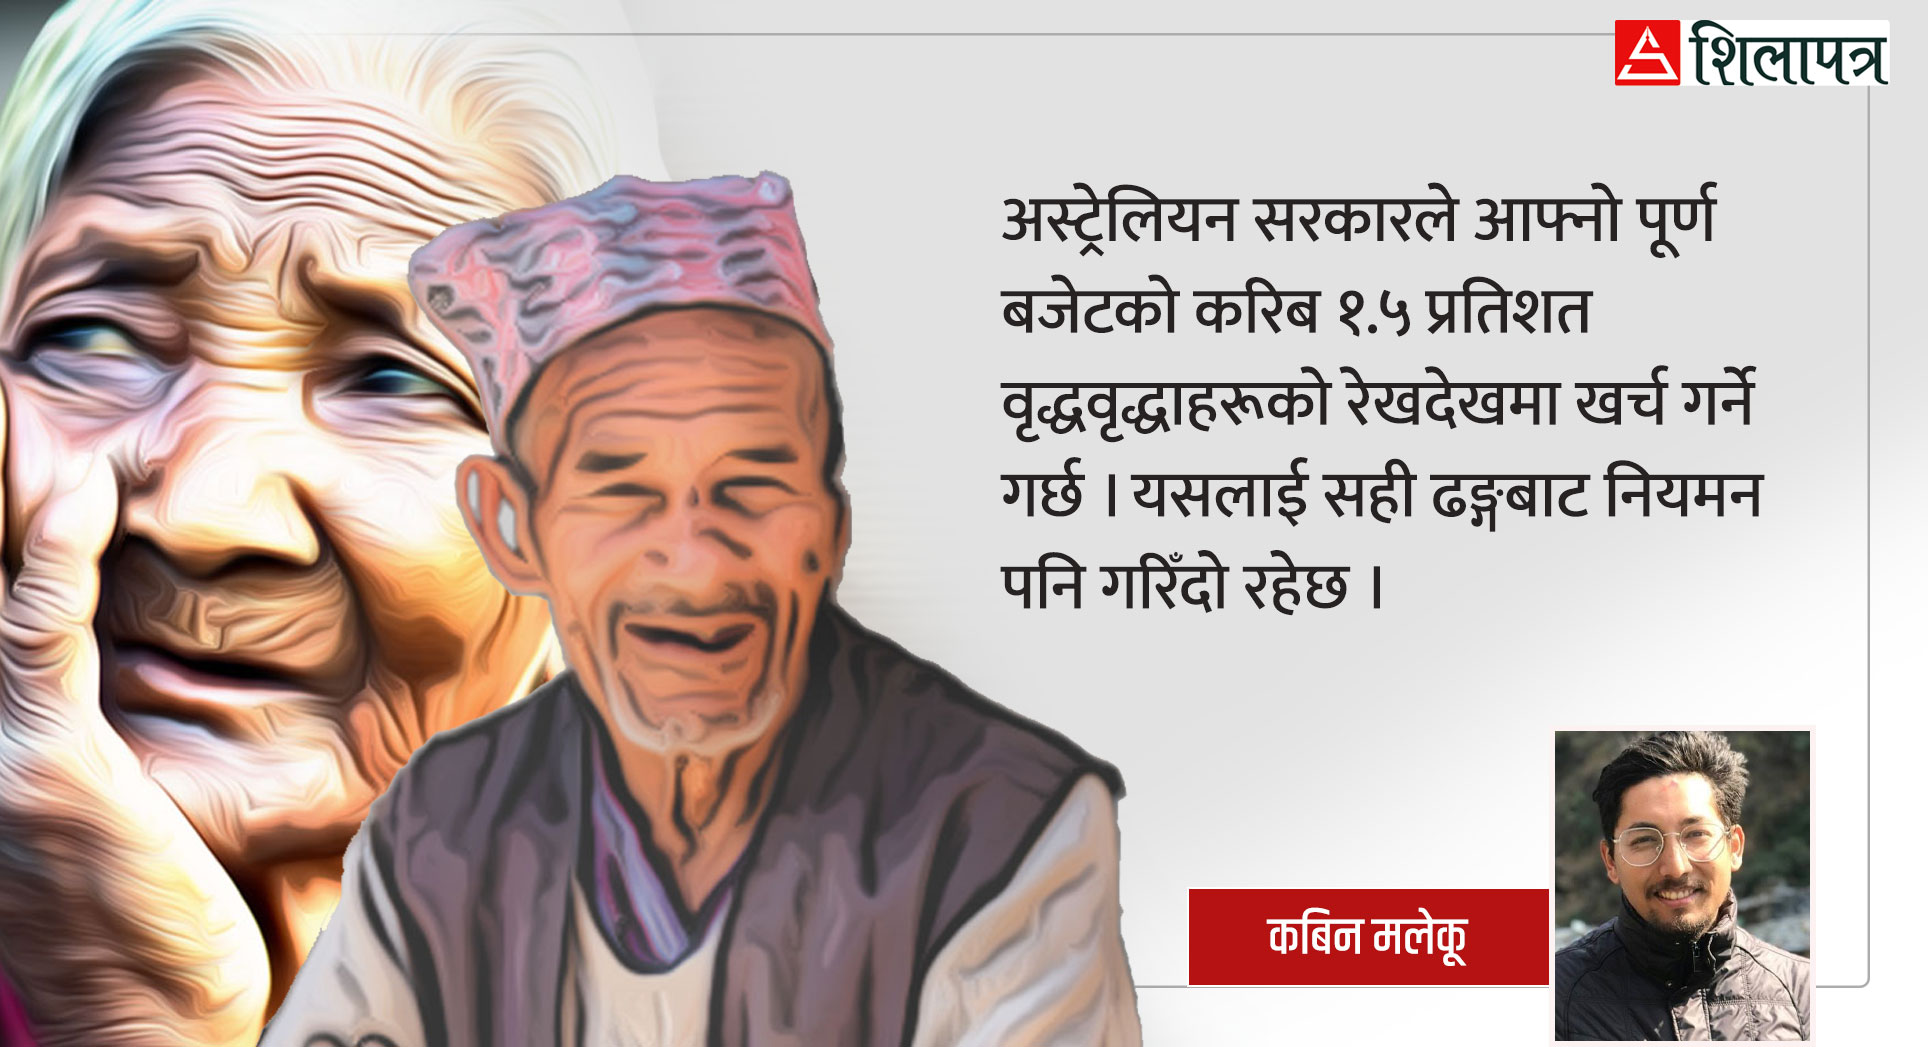 शिलापत्र
अस्ट्रेलियन सरकारले आफ्नो पूर्ण
बजेटको करिब १.५ प्रतिशत
वृद्धवृद्धाहरूको रेखदेखमा खर्च गर्ने
गर्छ । यसलाई सही ढङ्गबाट नियमन
पनि गरिँदो रहेछ ।
कबिन मलेकू